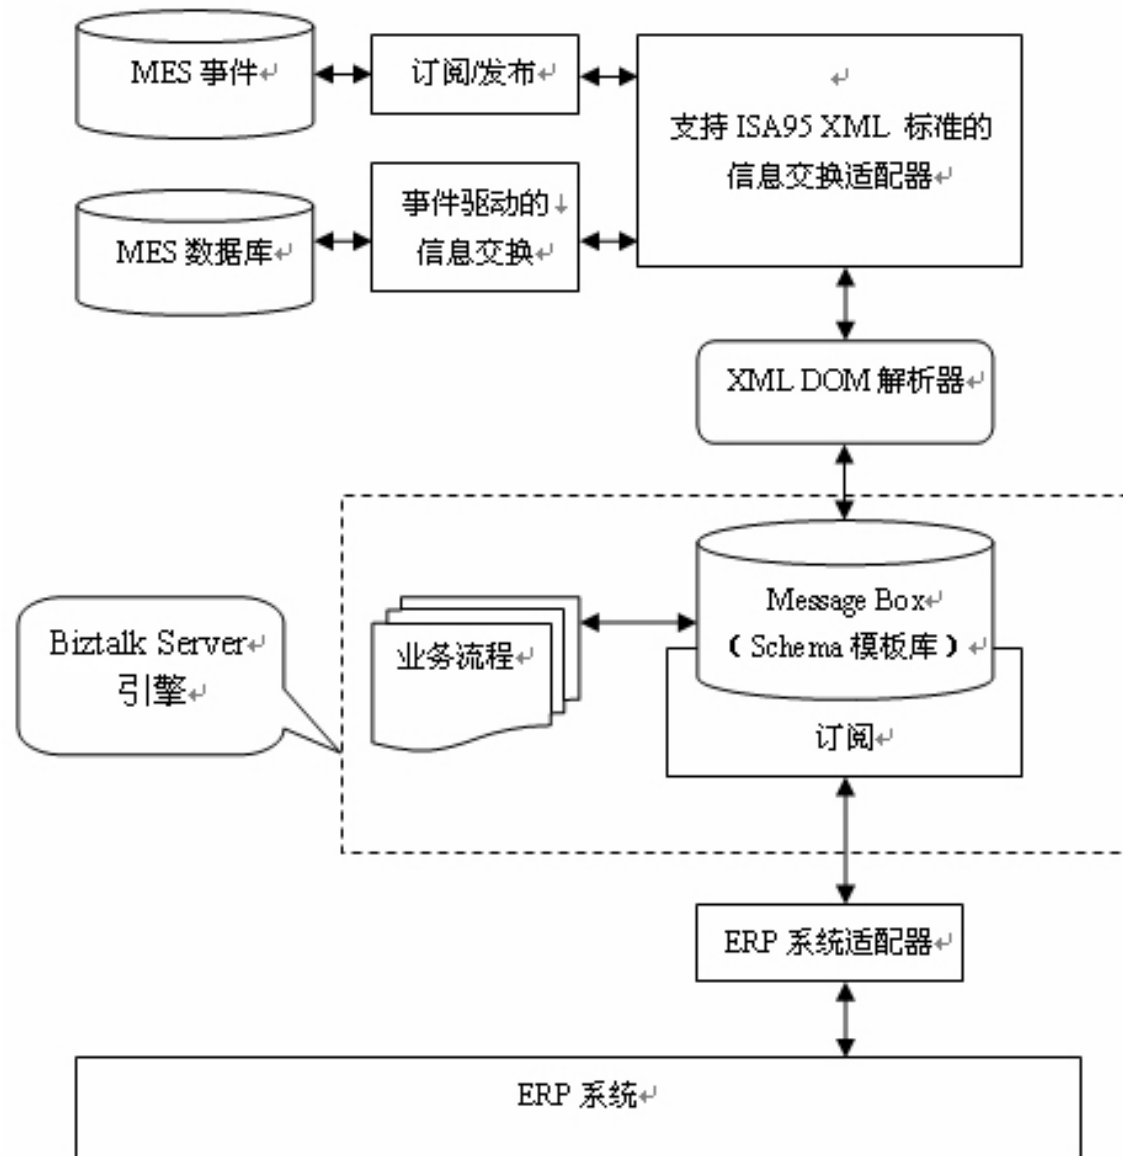 MES 事件↵
订阅/发布↵
↵
支持 ISA95 XML 标准的
信息交换适配器↵
MES 数据库↵
事件驱动的↓
信息交换↵
XML DOM 解析器↵
Message Box↵
（Schema 模板库）↵
业务流程↵
Biztalk Server↵
引擎↵
订阅↵
ERP 系统适配器↵
ERP 系统↵